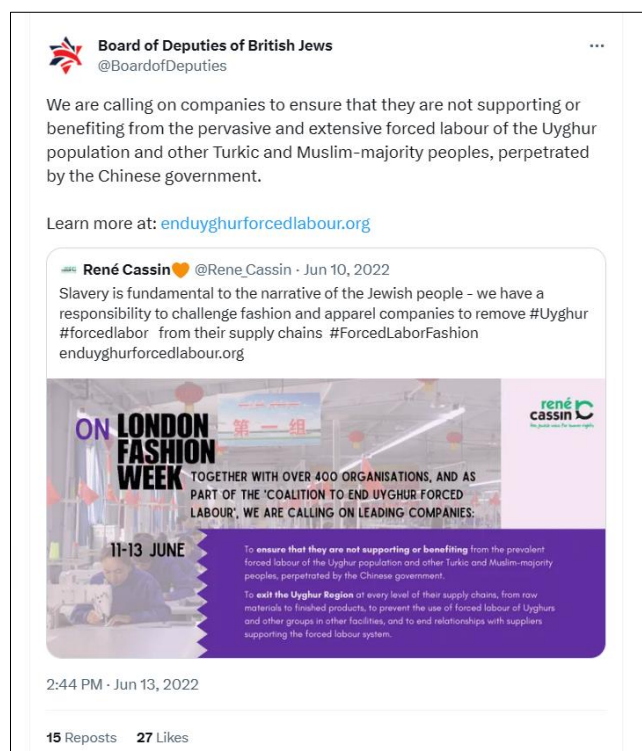 Board of Deputies of British Jews
@BoardofDeputies
We are calling on companies to ensure that they are not supporting or
benefiting from the pervasive and extensive forced labour of the Uyghur
population and other Turkic and Muslim-majority peoples, perpetrated
by the Chinese government.
Learn more at: enduyghurforcedlabour.org
René Cassin🧡 @Rene_Cassin · Jun 10, 2022
Slavery is fundamental to the narrative of the Jewish people - we have a
responsibility to challenge fashion and apparel companies to remove #Uyghur
#forcedlabor from their supply chains #ForcedLaborFashion
enduyghurforcedlabour.org
rené
cassin
第一组
ON LONDON
FASHION
WEEK
TOGETHER WITH OVER 400 ORGANISATIONS, AND AS
PART OF THE 'COALITION TO END UYGHUR FORCED
LABOUR', WE ARE CALLING ON LEADING COMPANIES:
11-13 JUNE
To ensure that they are not supporting or benefiting from the prevalent
forced labour of the Uyghur population and other Turkic and Muslim-majority
peoples, perpetrated by the Chinese government.
To exit the Uyghur Region at every level of their supply chains, from raw
materials to finished products, to prevent the use of forced labour of Uyghurs
and other groups in other facilities, and to end relationships with suppliers
supporting the forced labour system.
2:44 PM · Jun 13, 2022
15 Reposts 27 Likes